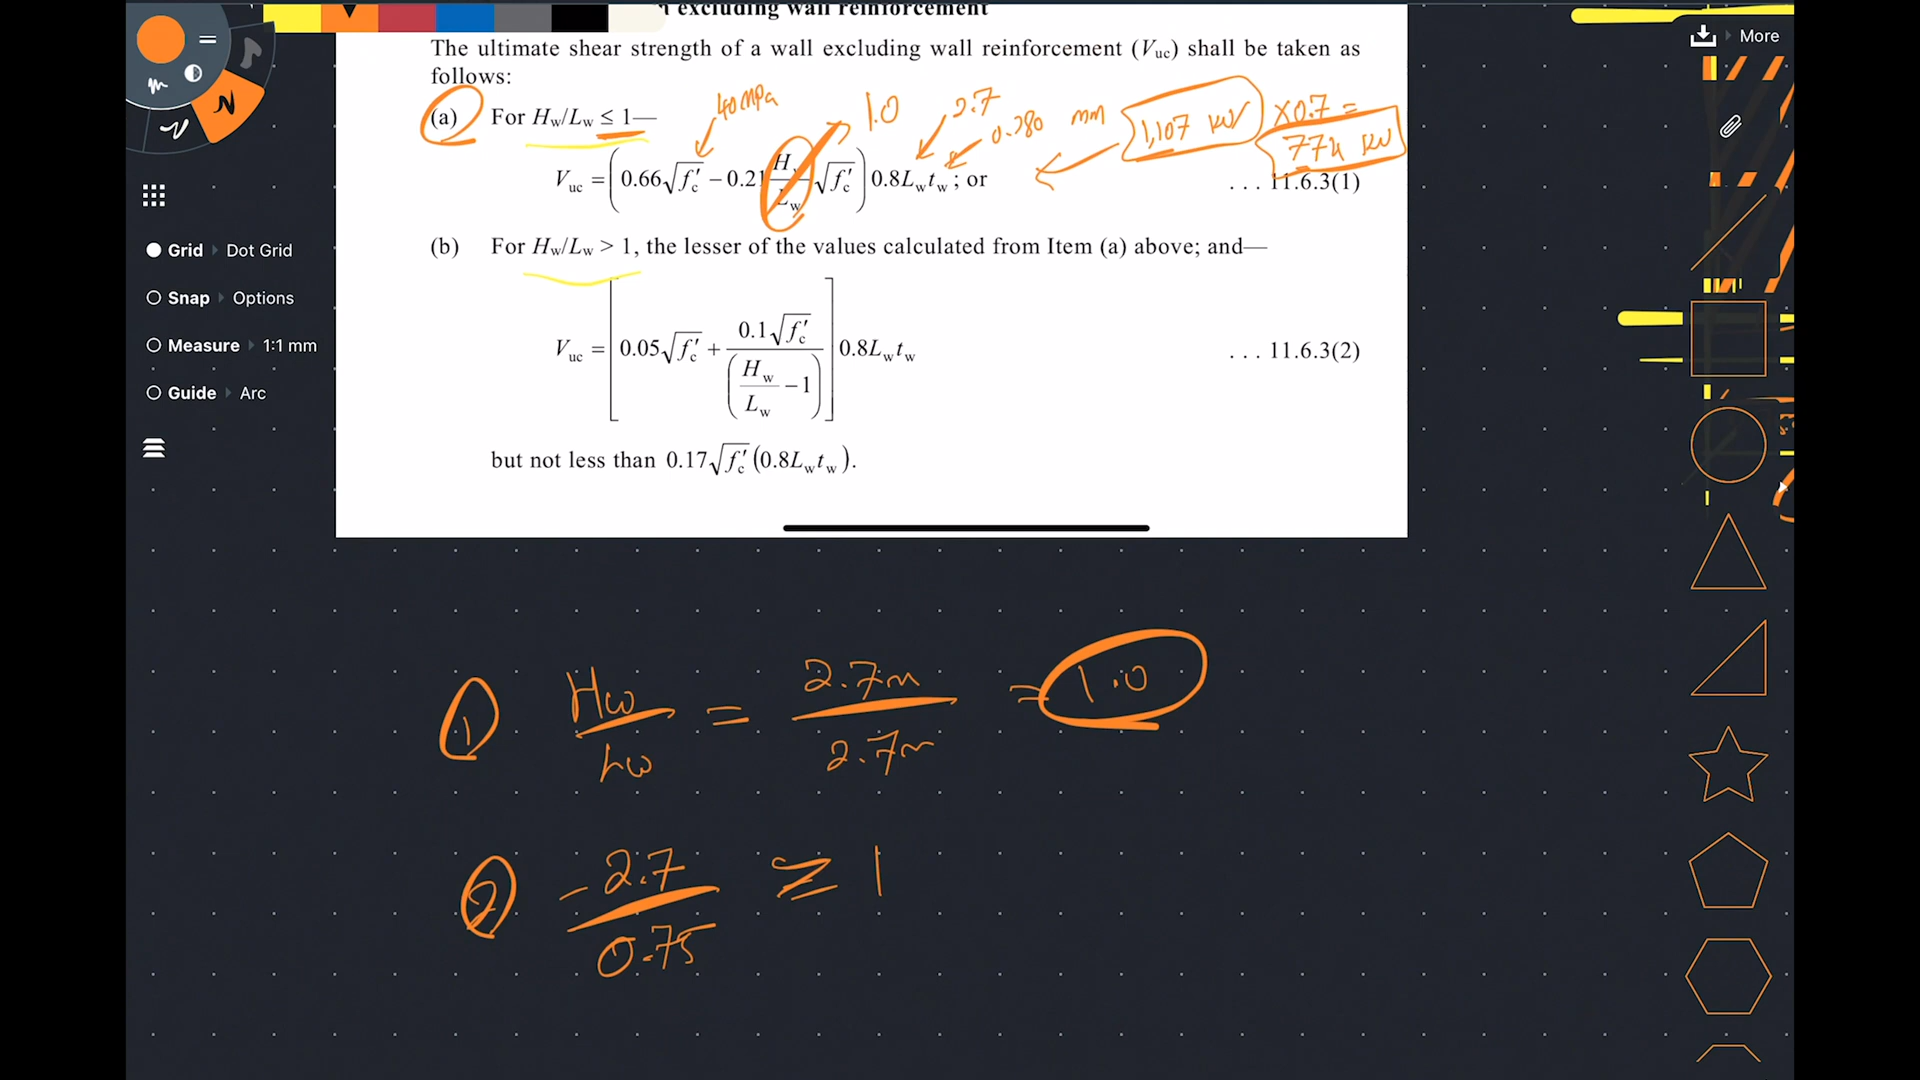 excluding wall reinforcement
The ultimate shear strength of a wall excluding wall reinforcement (Vuc) shall be taken as
follows:
(a) For Hw/Lw ≤ 1—
40MPa
1.0
2.7
mm
1,107 kN
×0.7 =
774 kN
Vuc = (0.66√f′c − 0.21 H Lw √f′c) 0.8Lwtw ; or
. . . 11.6.3(1)
(b) For Hw/Lw > 1, the lesser of the values calculated from Item (a) above; and—
Vuc = [0.05√f′c + 0.1√f′c / (Hw/Lw − 1)] 0.8Lwtw
. . . 11.6.3(2)
but not less than 0.17√f′c (0.8Lwtw).
More
Grid Dot Grid
Snap Options
Measure 1:1 mm
Guide Arc
1 Hw/Lw = 2.7m/2.7m = 1.0
2 2.7/0.75 ≥ 1